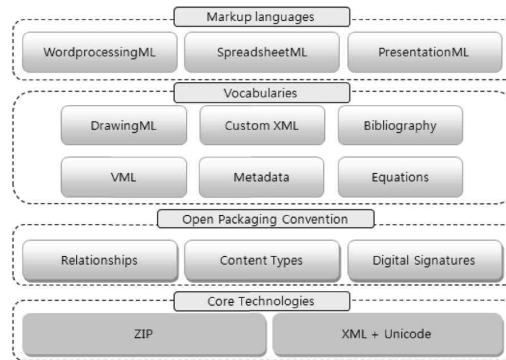 Markup languages
WordprocessingML SpreadsheetML PresentationML
Vocabularies
DrawingML Custom XML Bibliography
VML Metadata Equations
Open Packaging Convention
Relationships Content Types Digital Signatures
Core Technologies
ZIP XML + Unicode